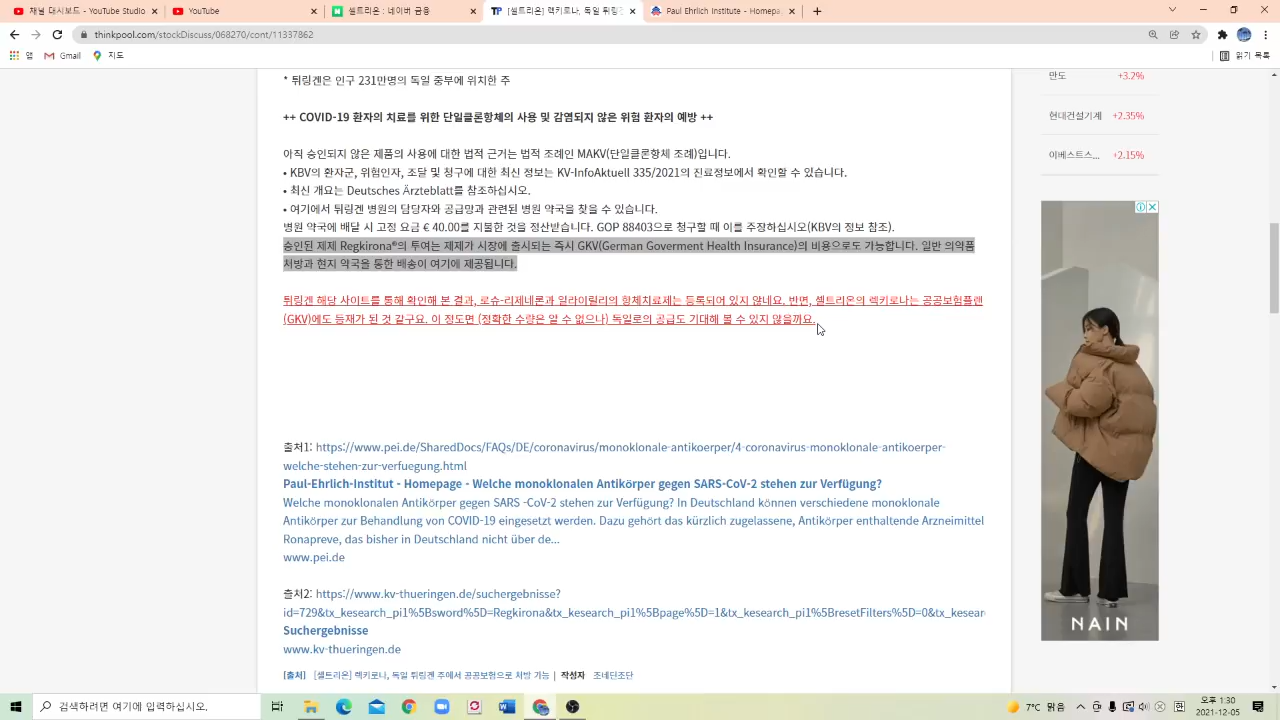 라이브 대시보드 - YouTube Studio
YouTube
셀트리온 - 네이버 금융
[셀트리온] 렉키로나, 독일 튀링겐
Paul Ehrlich Institute - Homepage
thinkpool.com/stockDiscuss/068270/cont/11337862
앱 Gmail 지도
읽기 목록
* 튀링겐은 인구 231만명의 독일 중부에 위치한 주
++ COVID-19 환자의 치료를 위한 단일클론항체의 사용 및 감염되지 않은 위험 환자의 예방 ++
아직 승인되지 않은 제품의 사용에 대한 법적 근거는 법적 조례인 MAKV(단일클론항체 조례)입니다.
• KBV의 환자군, 위험인자, 조달 및 청구에 대한 최신 정보는 KV-InfoAktuell 335/2021의 진료정보에서 확인할 수 있습니다.
• 최신 개요는 Deutsches Ärzteblatt를 참조하십시오.
• 여기에서 튀링겐 병원의 담당자와 공급망과 관련된 병원 약국을 찾을 수 있습니다.
병원 약국에 배달 시 고정 요금 € 40.00를 지불한 것을 정산받습니다. GOP 88403으로 청구할 때 이를 주장하십시오(KBV의 정보 참조).
승인된 제제 Regkirona®의 투여는 제제가 시장에 출시되는 즉시 GKV(German Goverment Health Insurance)의 비용으로도 가능합니다. 일반 의약품
처방과 현지 약국을 통한 배송이 여기에 제공됩니다.
튀링겐 해당 사이트를 통해 확인해 본 결과, 로슈-리제네론과 일라이릴리의 항체치료제는 등록되어 있지 않네요. 반면, 셀트리온의 렉키로나는 공공보험플랜
(GKV)에도 등재가 된 것 같구요. 이 정도면 (정확한 수량은 알 수 없으나) 독일로의 공급도 기대해 볼 수 있지 않을까요.
출처1: https://www.pei.de/SharedDocs/FAQs/DE/coronavirus/monoklonale-antikoerper/4-coronavirus-monoklonale-antikoerper-
welche-stehen-zur-verfuegung.html
Paul-Ehrlich-Institut - Homepage - Welche monoklonalen Antikörper gegen SARS-CoV-2 stehen zur Verfügung?
Welche monoklonalen Antikörper gegen SARS -CoV-2 stehen zur Verfügung? In Deutschland können verschiedene monoklonale
Antikörper zur Behandlung von COVID-19 eingesetzt werden. Dazu gehört das kürzlich zugelassene, Antikörper enthaltende Arzneimittel
Ronapreve, das bisher in Deutschland nicht über de...
www.pei.de
출처2: https://www.kv-thueringen.de/suchergebnisse?
id=729&tx_kesearch_pi1%5Bsword%5D=Regkirona&tx_kesearch_pi1%5Bpage%5D=1&tx_kesearch_pi1%5BresetFilters%5D=0&tx_kesear
Suchergebnisse
www.kv-thueringen.de
[출처] [셀트리온] 렉키로나, 독일 튀링겐 주에서 공공보험으로 처방 가능 | 작성자 조네딘조단
만도 +3.2%
현대건설기계 +2.35%
이베스트스... +2.15%
NAIN
검색하려면 여기에 입력하십시오.
7°C 맑음
오후 1:30
2021-12-05